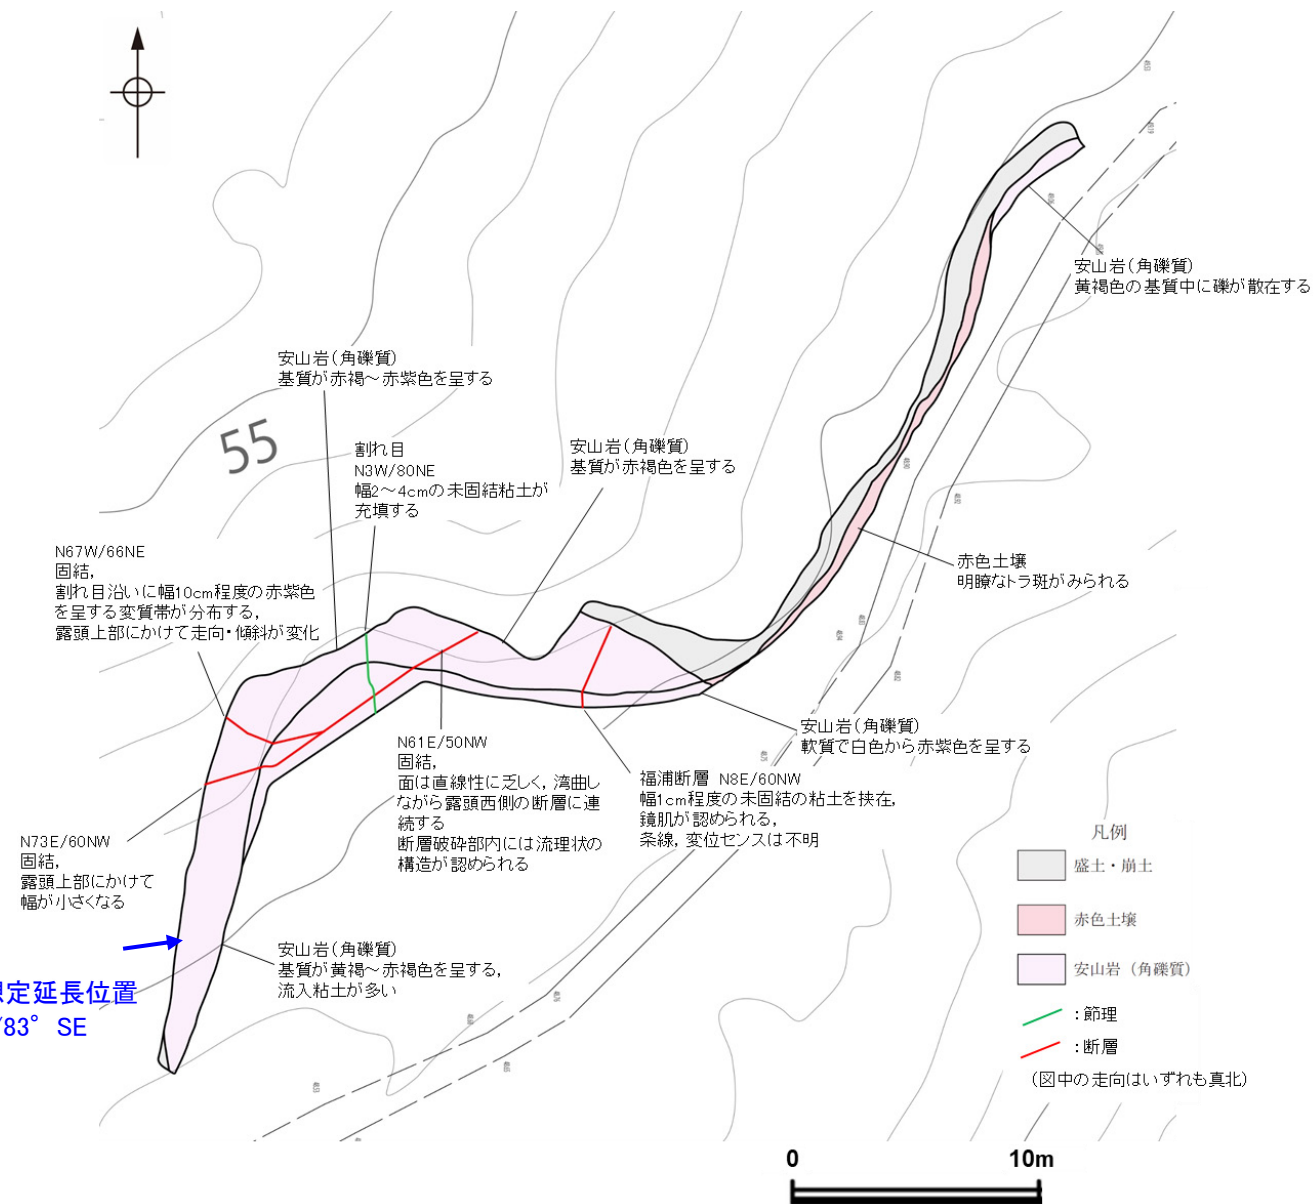 安山岩(角礫質)
黄褐色の基質中に礫が散在する
安山岩(角礫質)
基質が赤褐～赤紫色を呈する
55
割れ目
N3W/80NE
幅2～4cmの未固結粘土が
充填する
安山岩(角礫質)
基質が赤褐色を呈する
N67W/66NE
固結,
割れ目沿いに幅10cm程度の赤紫色
を呈する変質帯が分布する,
露頭上部にかけて走向・傾斜が変化
赤色土壌
明瞭なトラ斑がみられる
安山岩(角礫質)
軟質で白色から赤紫色を呈する
N61E/50NW
固結,
面は直線性に乏しく, 湾曲し
ながら露頭西側の断層に連
続する
断層破砕部内には流理状の
構造が認められる
福浦断層 N8E/60NW
幅1cm程度の未固結の粘土を挟在,
鏡肌が認められる,
条線, 変位センスは不明
N73E/60NW
固結,
露頭上部にかけて
幅が小さくなる
安山岩(角礫質)
基質が黄褐～赤褐色を呈する,
流入粘土が多い
想定延長位置
/83°SE
凡例
盛土・崩土
赤色土壌
安山岩(角礫質)
:節理
:断層
(図中の走向はいずれも真北)
0 10m